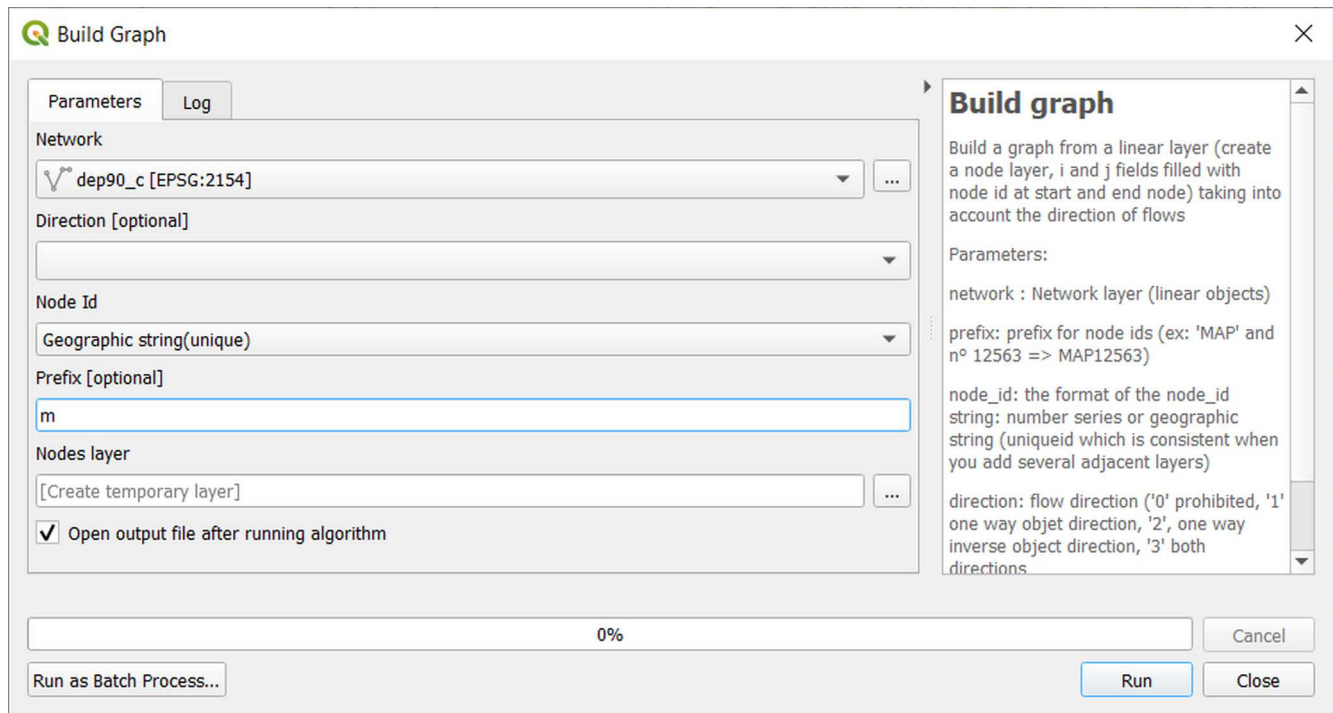 Build Graph
Parameters
Log
Network
dep90_c [EPSG:2154]
...
Direction [optional]
Node Id
Geographic string(unique)
Prefix [optional]
m
Nodes layer
[Create temporary layer]
...
Open output file after running algorithm
Build graph
Build a graph from a linear layer (create
a node layer, i and j fields filled with
node id at start and end node) taking into
account the direction of flows
Parameters:
network : Network layer (linear objects)
prefix: prefix for node ids (ex: 'MAP' and
n° 12563 => MAP12563)
node_id: the format of the node_id
string: number series or geographic
string (uniqueid which is consistent when
you add several adjacent layers)
direction: flow direction ('0' prohibited, '1'
one way objet direction, '2', one way
inverse object direction, '3' both
directions
0%
Cancel
Run as Batch Process...
Run
Close